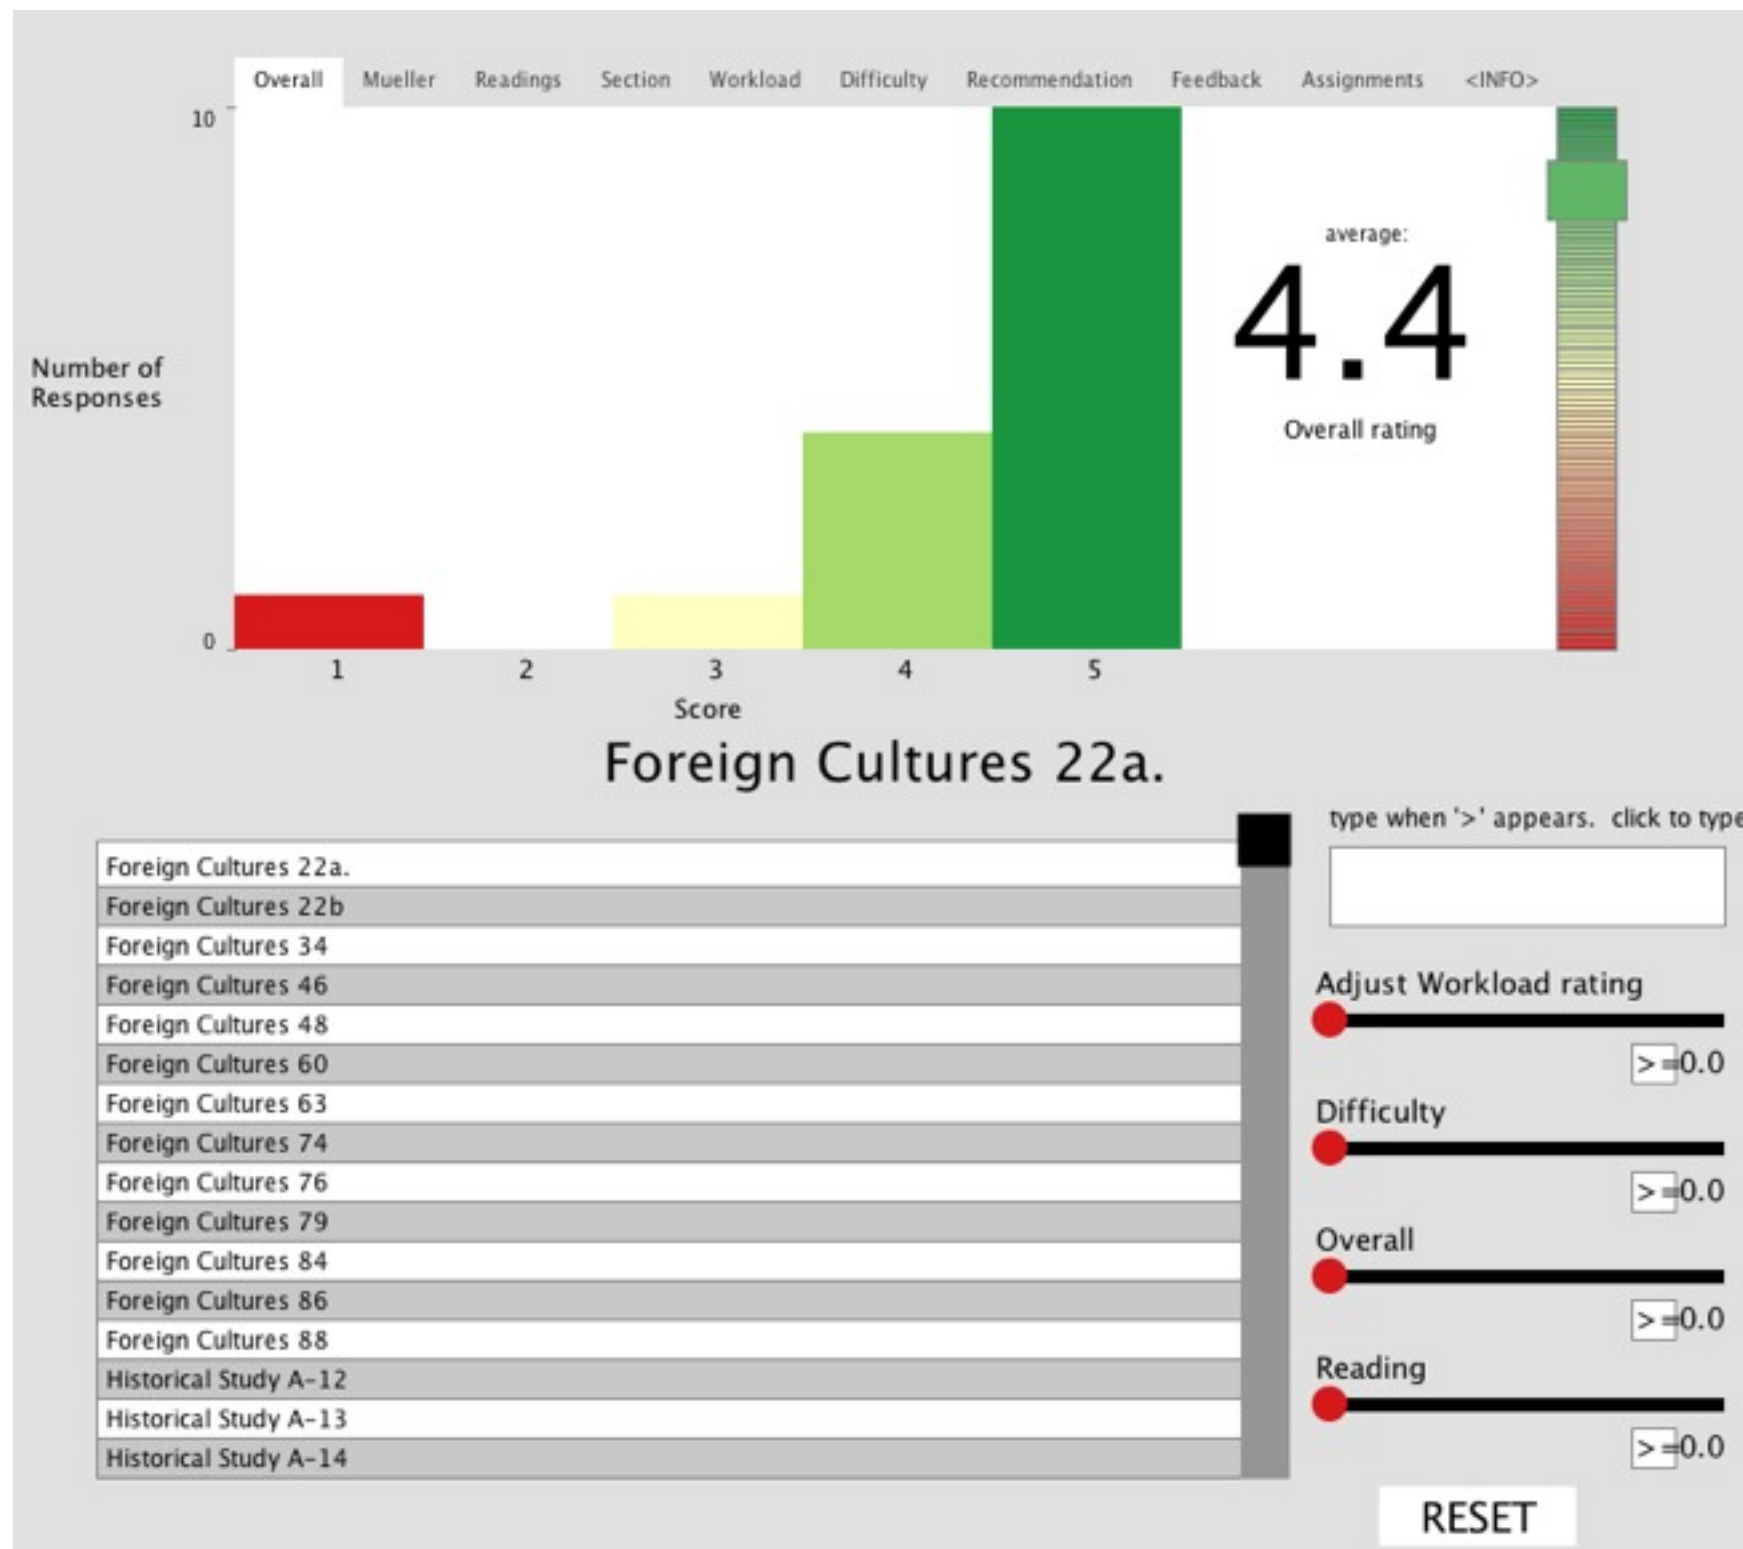 Overall Mueller Readings Section Workload Difficulty Recommendation Feedback Assignments <INFO>
10
average:
4.4
Number of
Responses
Overall rating
0
1 2 3 4 5
Score
Foreign Cultures 22a.
type when '>' appears. click to type
Foreign Cultures 22a.
Foreign Cultures 22b
Foreign Cultures 34
Foreign Cultures 46
Foreign Cultures 48
Foreign Cultures 60
Foreign Cultures 63
Foreign Cultures 74
Foreign Cultures 76
Foreign Cultures 79
Foreign Cultures 84
Foreign Cultures 86
Foreign Cultures 88
Historical Study A-12
Historical Study A-13
Historical Study A-14
Adjust Workload rating
>=0.0
Difficulty
>=0.0
Overall
>=0.0
Reading
>=0.0
RESET